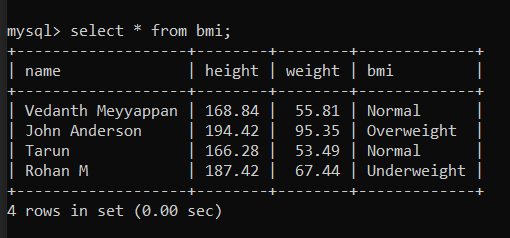 mysql> select * from bmi;
+------------------+--------+--------+-------------+
| name             | height | weight | bmi         |
+------------------+--------+--------+-------------+
| Vedanth Meyyappan | 168.84 |  55.81 | Normal      |
| John Anderson    | 194.42 |  95.35 | Overweight  |
| Tarun            | 166.28 |  53.49 | Normal      |
| Rohan M          | 187.42 |  67.44 | Underweight |
+------------------+--------+--------+-------------+
4 rows in set (0.00 sec)